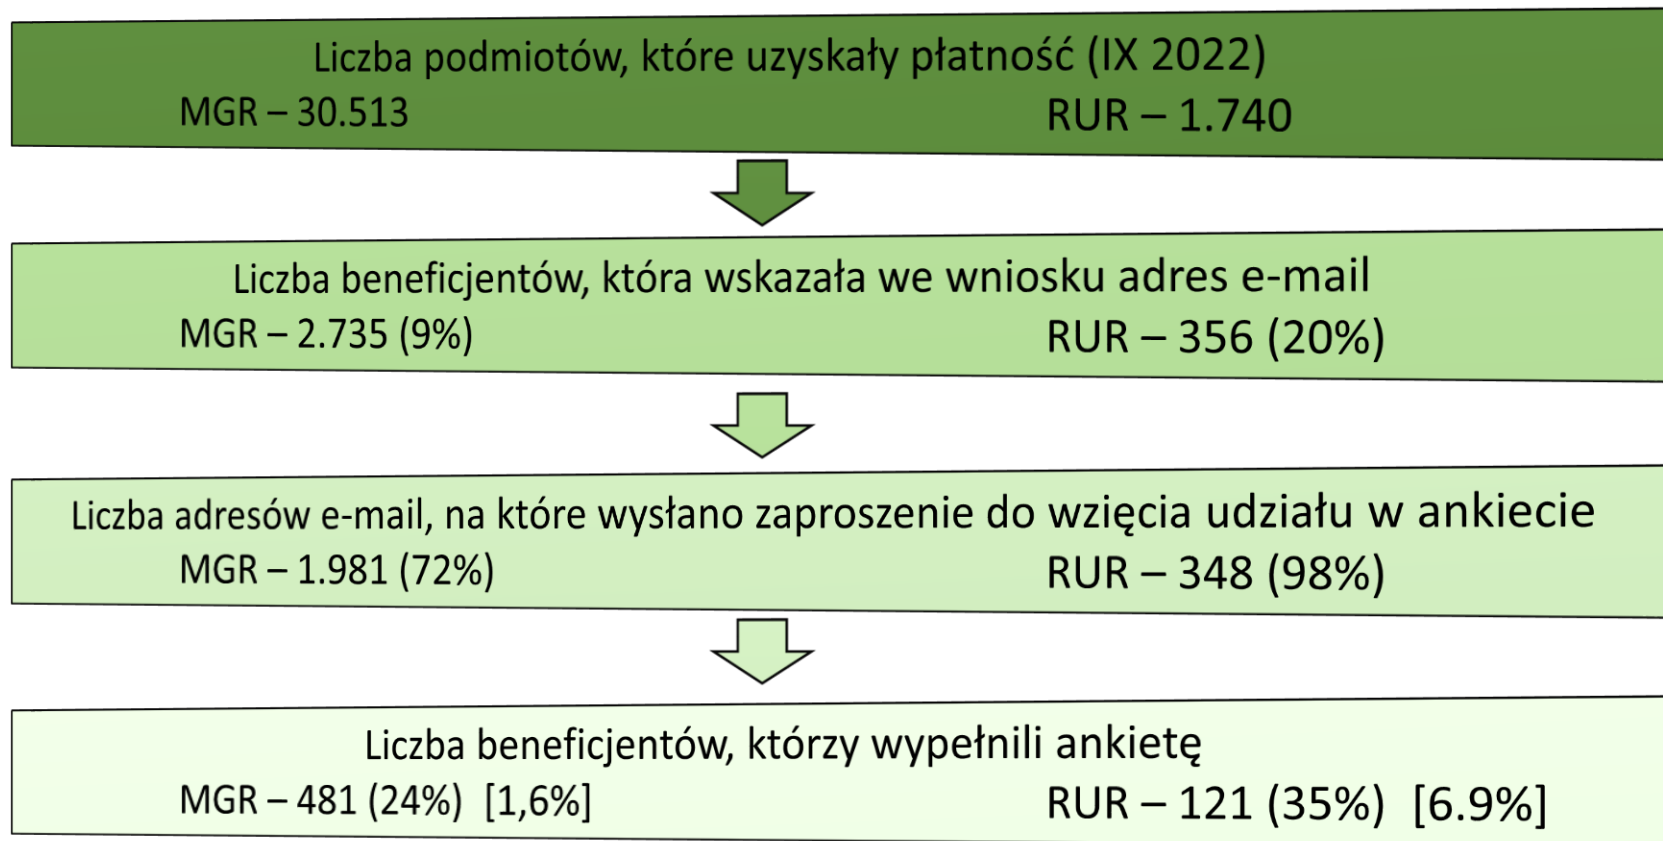 Liczba podmiotów, które uzyskały płatność (IX 2022)
MGR – 30.513 RUR – 1.740
Liczba beneficjentów, która wskazała we wniosku adres e-mail
MGR – 2.735 (9%) RUR – 356 (20%)
Liczba adresów e-mail, na które wysłano zaproszenie do wzięcia udziału w ankiecie
MGR – 1.981 (72%) RUR – 348 (98%)
Liczba beneficjentów, którzy wypełnili ankietę
MGR – 481 (24%) [1,6%] RUR – 121 (35%) [6.9%]